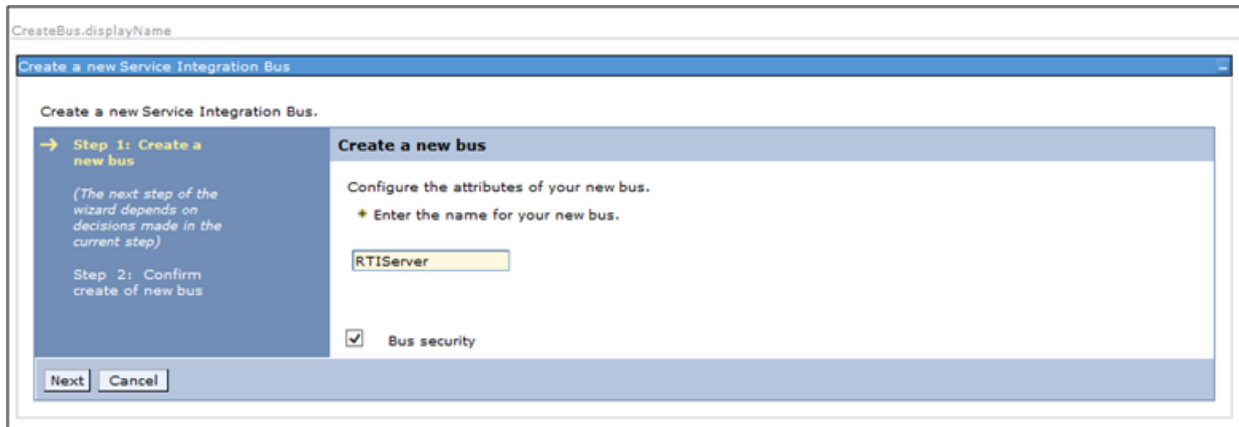 CreateBus.displayName
Create a new Service Integration Bus
Create a new Service Integration Bus.
Step 1: Create a
new bus
(The next step of the
wizard depends on
decisions made in the
current step)
Step 2: Confirm
create of new bus
Create a new bus
Configure the attributes of your new bus.
* Enter the name for your new bus.
RTIServer
Bus security
Next Cancel